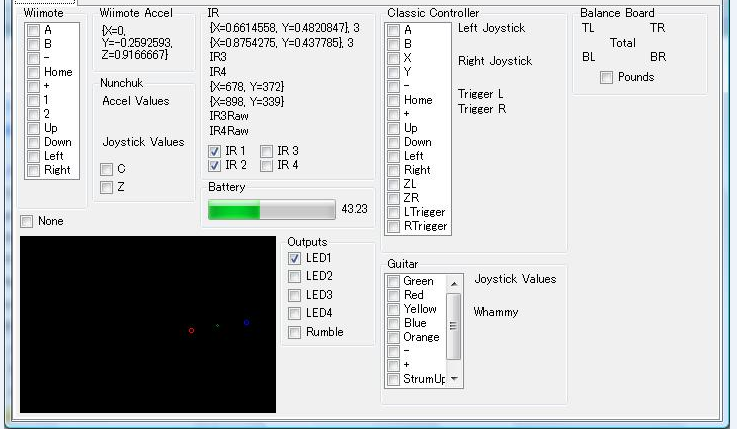 Wiimote
A
B
-
Home
+
1
2
Up
Down
Left
Right
None
Wiimote Accel
{X=0,
Y=-0.2592593,
Z=0.9166667}
Nunchuk
Accel Values
Joystick Values
C
Z
IR
{X=0.6614558, Y=0.4820847}, 3
{X=0.8754275, Y=0.437785}, 3
IR3
IR4
{X=678, Y=372}
{X=898, Y=339}
IR3Raw
IR4Raw
IR 1 IR 3
IR 2 IR 4
Battery
43.23
Outputs
LED1
LED2
LED3
LED4
Rumble
Classic Controller
A
B
X
Y
-
Home
+
Up
Down
Left
Right
ZL
ZR
LTrigger
RTrigger
Left Joystick
Right Joystick
Trigger L
Trigger R
Guitar
Green
Red
Yellow
Blue
Orange
-
+
StrumUp
Joystick Values
Whammy
Balance Board
TL TR
Total
BL BR
Pounds